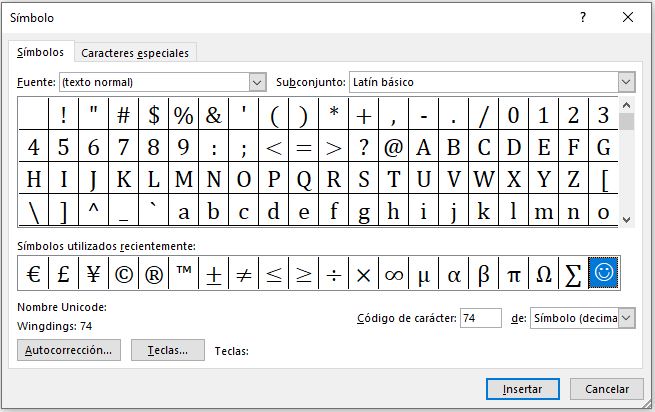 Símbolo
Símbolos Caracteres especiales
Fuente: (texto normal) Subconjunto: Latín básico
! " # $ % & ' ( ) * + , - . / 0 1 2 3
4 5 6 7 8 9 : ; < = > ? @ A B C D E F G
H I J K L M N O P Q R S T U V W X Y Z [
\ ] ^ _ ` a b c d e f g h i j k l m n o
Símbolos utilizados recientemente:
€ £ ¥ © ® ™ ± ≠ ≤ ≥ ÷ × ∞ µ α β π Ω ∑ ☺
Nombre Unicode:
Wingdings: 74
Código de carácter: 74 de: Símbolo (decima
Autocorrección... Teclas... Teclas:
Insertar Cancelar